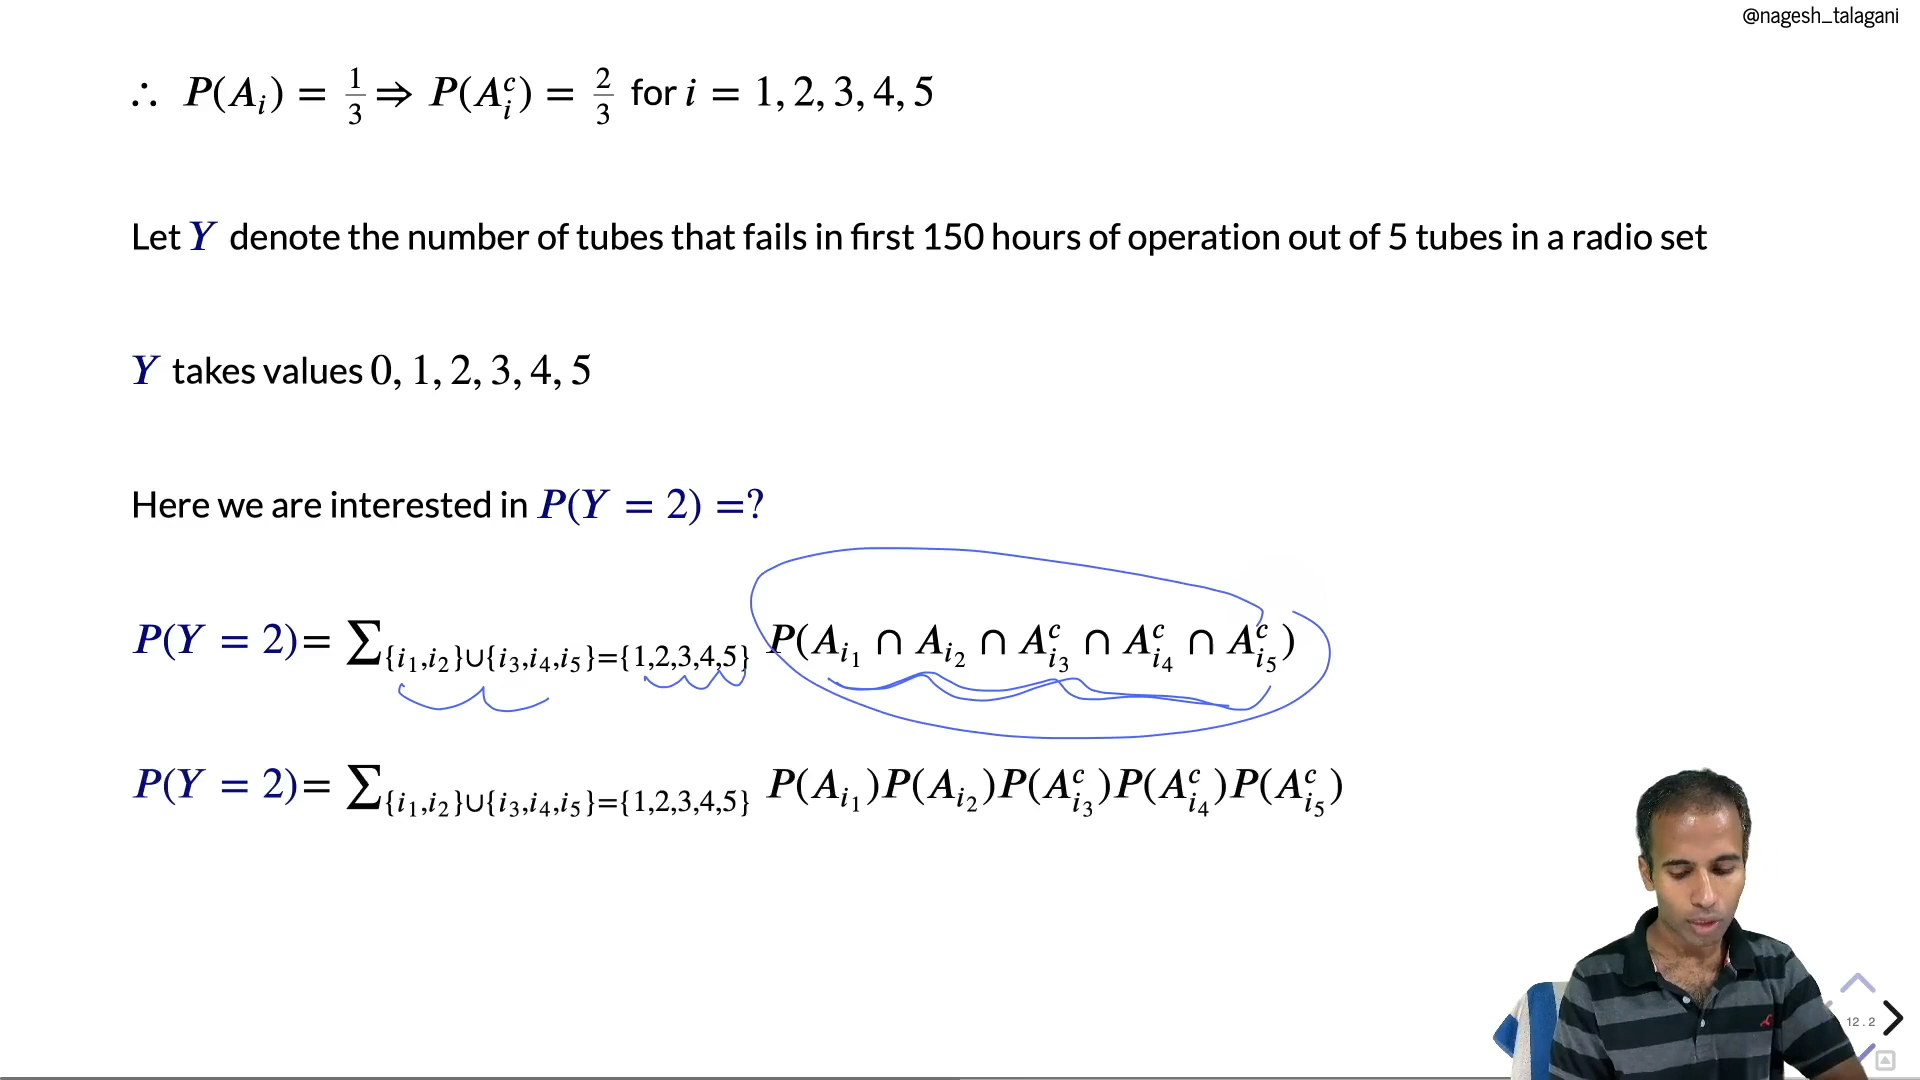 @nagesh_talagani
∴ P(A_i) = 1/3 ⇒ P(A_i^c) = 2/3 for i = 1, 2, 3, 4, 5
Let Y denote the number of tubes that fails in first 150 hours of operation out of 5 tubes in a radio set
Y takes values 0, 1, 2, 3, 4, 5
Here we are interested in P(Y = 2) =?
P(Y = 2)= ∑_{{i_1,i_2}∪{i_3,i_4,i_5}={1,2,3,4,5}} P(A_{i_1} ∩ A_{i_2} ∩ A_{i_3}^c ∩ A_{i_4}^c ∩ A_{i_5}^c)
P(Y = 2)= ∑_{{i_1,i_2}∪{i_3,i_4,i_5}={1,2,3,4,5}} P(A_{i_1})P(A_{i_2})P(A_{i_3}^c)P(A_{i_4}^c)P(A_{i_5}^c)
12.2